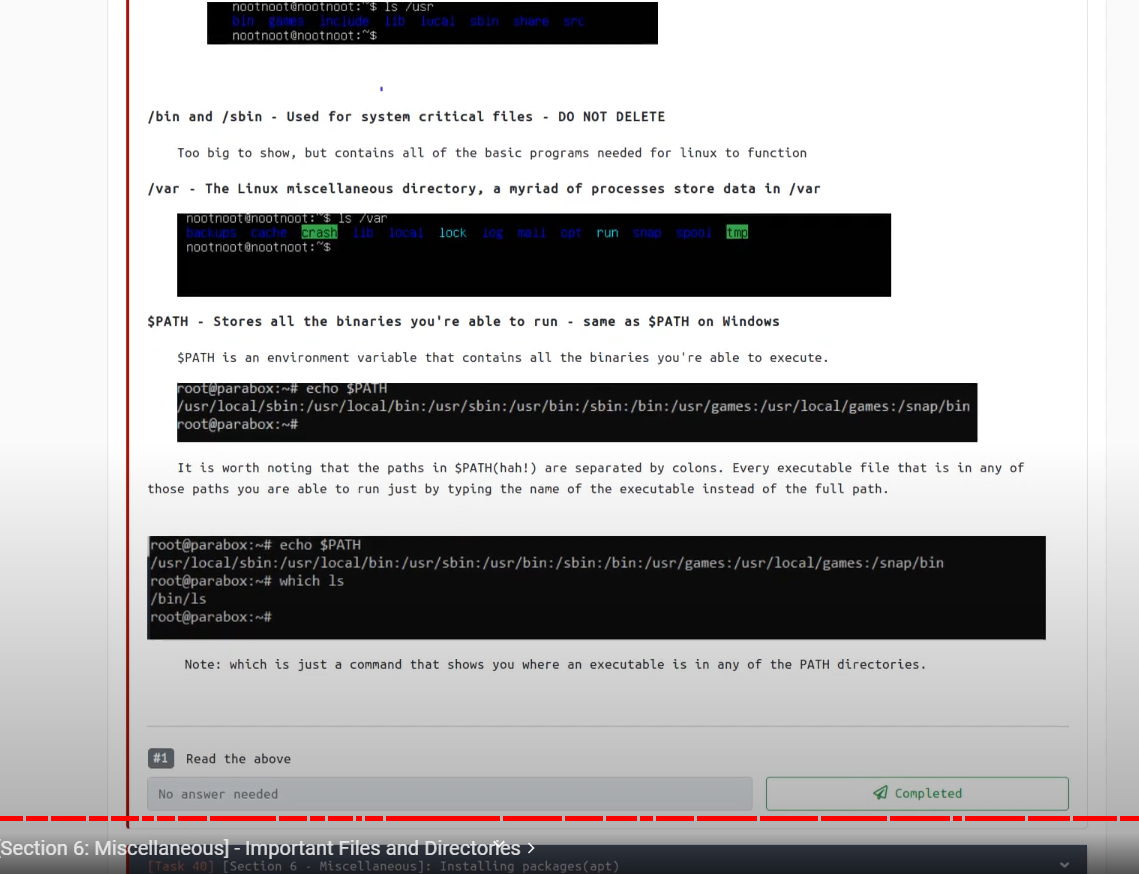 nootnoot@nootnoot:~$ ls /usr
bin games include lib local sbin share src
nootnoot@nootnoot:~$
/bin and /sbin - Used for system critical files - DO NOT DELETE
Too big to show, but contains all of the basic programs needed for linux to function
/var - The Linux miscellaneous directory, a myriad of processes store data in /var
nootnoot@nootnoot:~$ ls /var
backups cache crash lib local lock log mail opt run snap spool tmp
nootnoot@nootnoot:~$
$PATH - Stores all the binaries you're able to run - same as $PATH on Windows
$PATH is an environment variable that contains all the binaries you're able to execute.
root@parabox:~# echo $PATH
/usr/local/sbin:/usr/local/bin:/usr/sbin:/usr/bin:/sbin:/bin:/usr/games:/usr/local/games:/snap/bin
root@parabox:~#
It is worth noting that the paths in $PATH(hah!) are separated by colons. Every executable file that is in any of
those paths you are able to run just by typing the name of the executable instead of the full path.
root@parabox:~# echo $PATH
/usr/local/sbin:/usr/local/bin:/usr/sbin:/usr/bin:/sbin:/bin:/usr/games:/usr/local/games:/snap/bin
root@parabox:~# which ls
/bin/ls
root@parabox:~#
Note: which is just a command that shows you where an executable is in any of the PATH directories.
#1 Read the above
No answer needed
Completed
[Section 6: Miscellaneous] - Important Files and Directories >
[Task 40] [Section 6 - Miscellaneous]: Installing packages(apt)